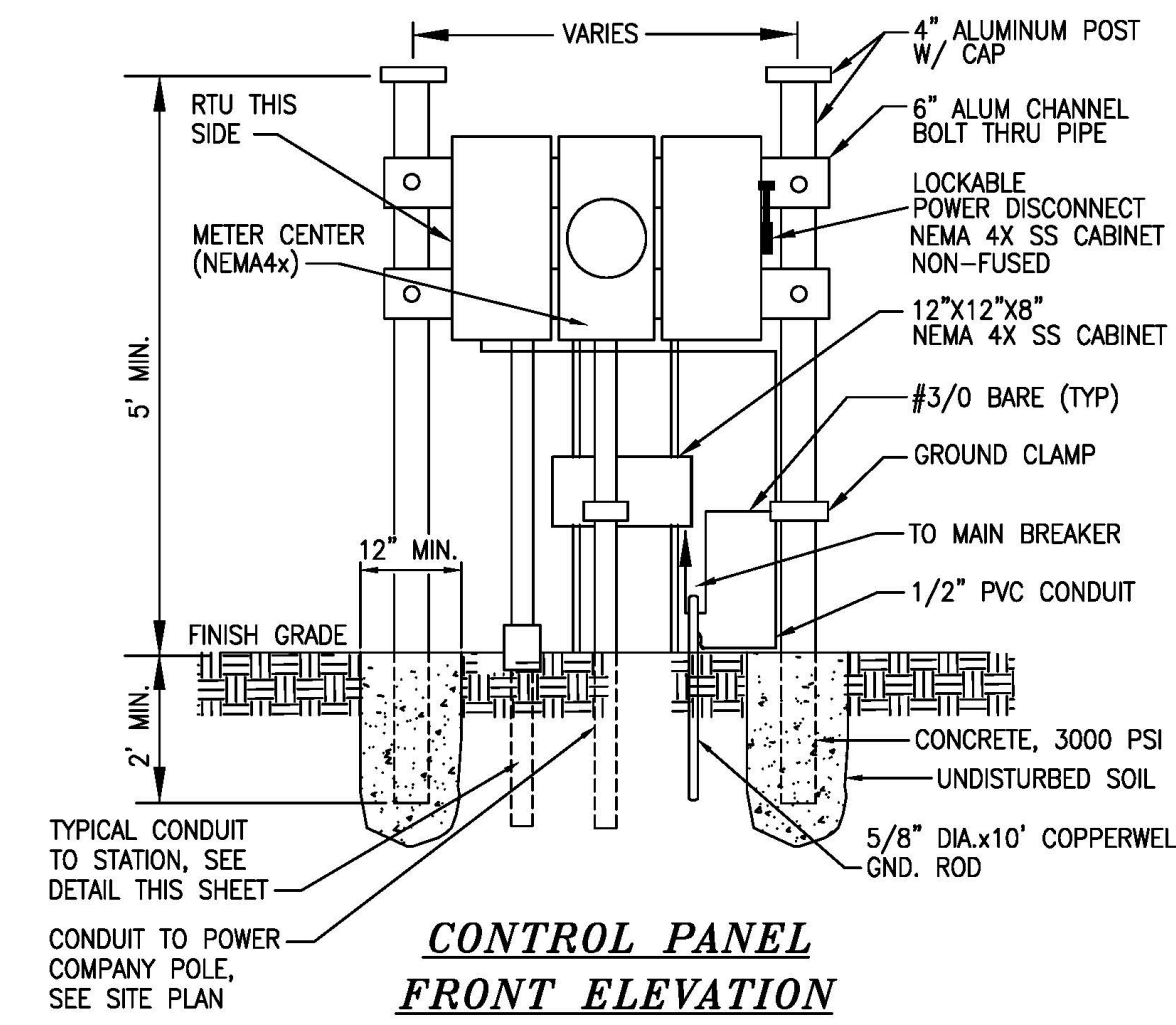 VARIES
4" ALUMINUM POST
W/ CAP
RTU THIS
SIDE
6" ALUM CHANNEL
BOLT THRU PIPE
LOCKABLE
POWER DISCONNECT
NEMA 4X SS CABINET
NON-FUSED
METER CENTER
(NEMA4x)
12"X12"X8"
NEMA 4X SS CABINET
5' MIN.
#3/0 BARE (TYP)
GROUND CLAMP
TO MAIN BREAKER
12" MIN.
1/2" PVC CONDUIT
FINISH GRADE
2' MIN.
CONCRETE, 3000 PSI
UNDISTURBED SOIL
TYPICAL CONDUIT
TO STATION, SEE
DETAIL THIS SHEET
5/8" DIA.x10' COPPERWEL
GND. ROD
CONDUIT TO POWER
COMPANY POLE,
SEE SITE PLAN
CONTROL PANEL
FRONT ELEVATION